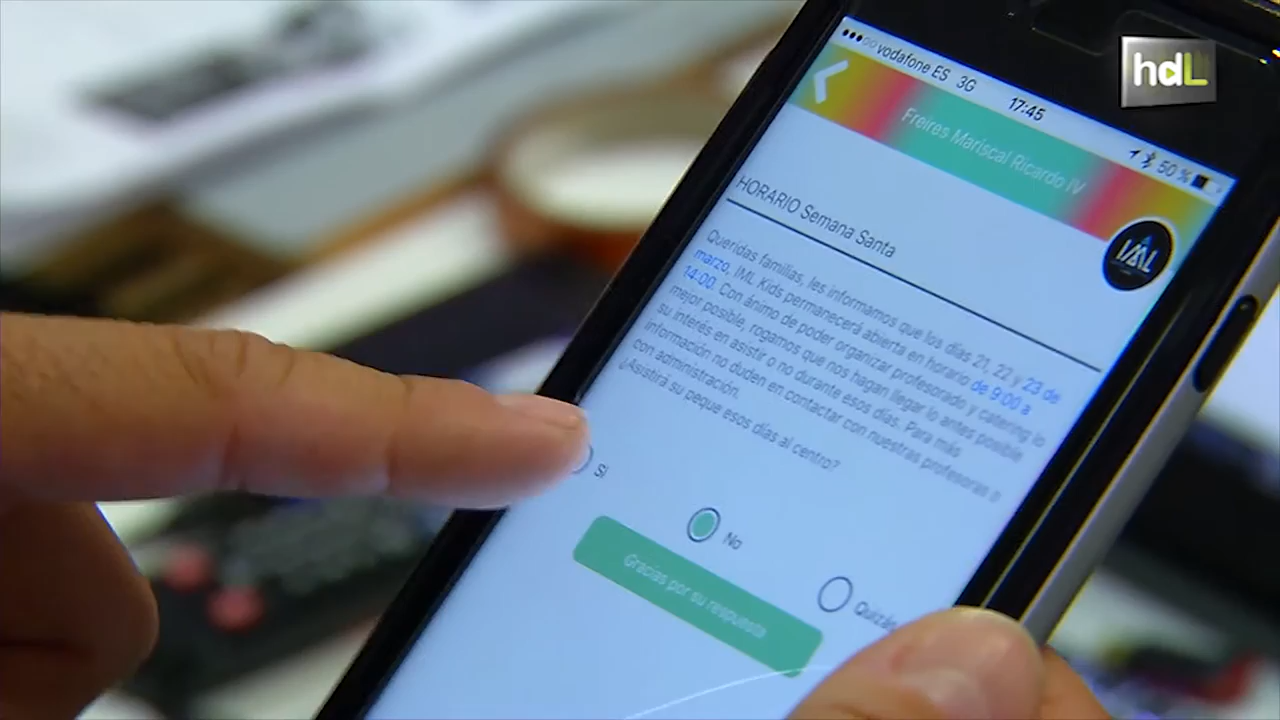 hdL
vodafone ES 3G 17:45 50 %
Freires Mariscal Ricardo IV
IML
HORARIO Semana Santa
Queridas familias, les informamos que los días 21, 22 y 23 de
marzo, IML Kids permanecerá abierta en horario de 9:00 a
14:00. Con ánimo de poder organizar profesorado y catering lo
mejor posible, rogamos que nos hagan llegar lo antes posible
su interés en asistir o no durante esos días. Para más
información no duden en contactar con nuestras profesoras o
con administración.
¿Asistirá su peque esos días al centro?
Si
No
Quizás
Gracias por su respuesta